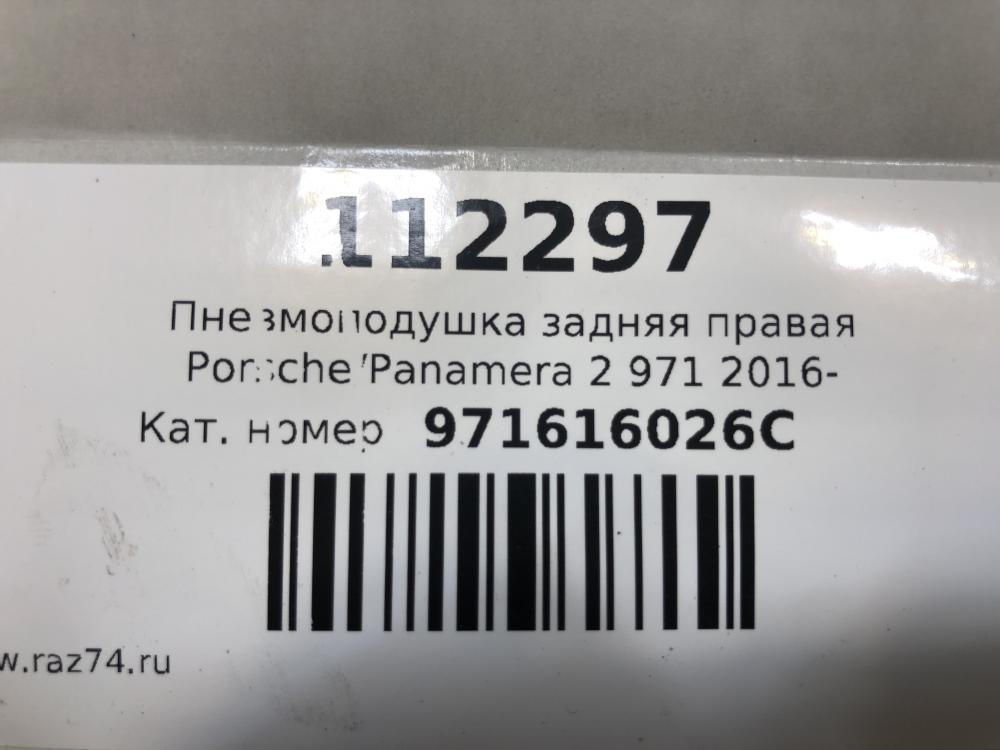 112297
Пневмоподушка задняя правая
Porsche Panamera 2 971 2016-
Кат. номер 971616026C
w.raz74.ru